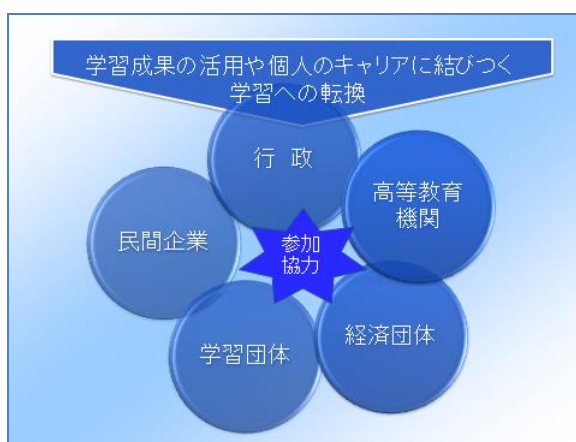 学習成果の活用や個人のキャリアに結びつく
学習への転換
行 政
高等教育
機関
民間企業
参加
協力
学習団体
経済団体